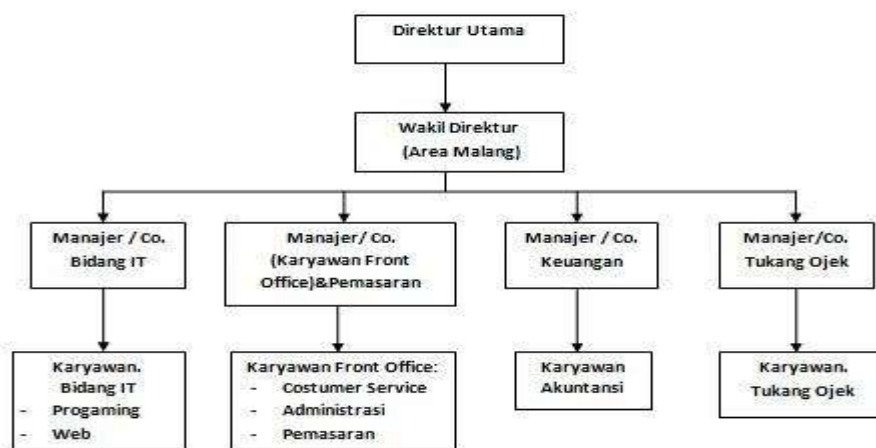 Direktur Utama
Wakil Direktur
(Area Malang)
Manajer / Co.
Bidang IT
Manajer/ Co.
(Karyawan Front
Office)&Pemasaran
Manajer / Co.
Keuangan
Manajer/Co.
Tukang Ojek
Karyawan.
Bidang IT
- Progaming
- Web
Karyawan Front Office:
- Costumer Service
- Administrasi
- Pemasaran
Karyawan
Akuntansi
Karyawan.
Tukang Ojek